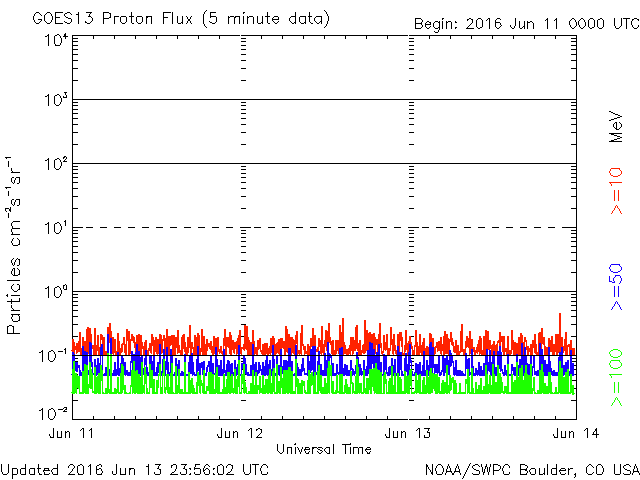 GOES13 Proton Flux (5 minute data)
Begin: 2016 Jun 11 0000 UTC
Particles cm⁻²s⁻¹sr⁻¹
10⁴
10³
10²
10¹
10⁰
10⁻¹
10⁻²
Jun 11
Jun 12
Jun 13
Jun 14
Universal Time
MeV
>=10
>=50
>=100
Updated 2016 Jun 13 23:56:02 UTC
NOAA/SWPC Boulder, CO USA